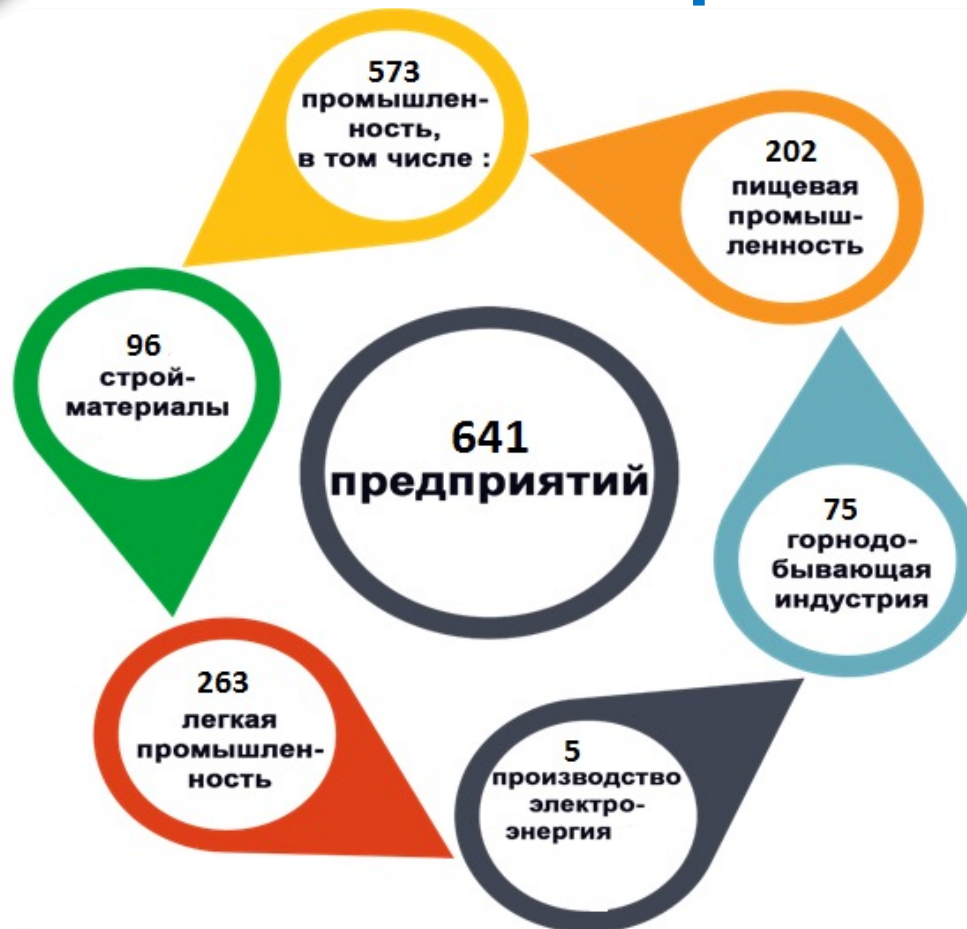 573
промышлен-
ность,
в том числе :
202
пищевая
промыш-
ленность
96
строй-
материалы
641
предприятий
75
горнодо-
бывающая
индустрия
263
легкая
промышлен-
ность
5
производство
электро-
энергия